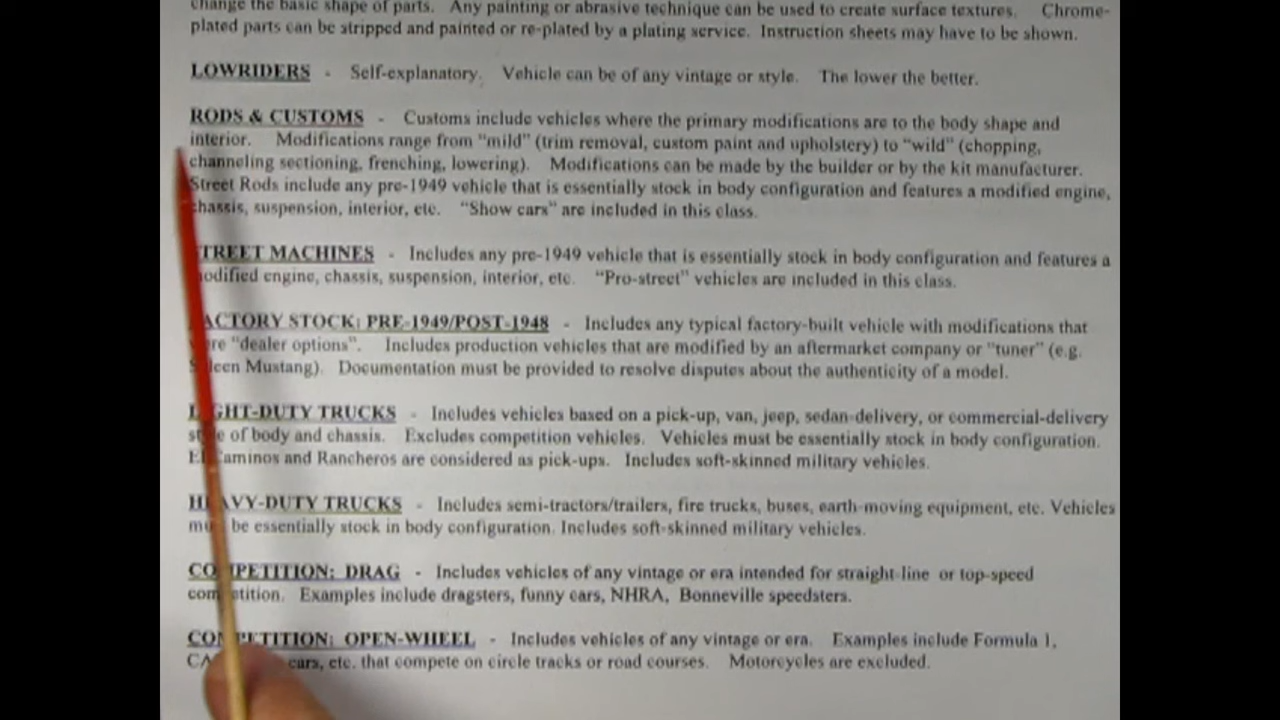 change the basic shape of parts. Any painting or abrasive technique can be used to create surface textures. Chrome-
plated parts can be stripped and painted or re-plated by a plating service. Instruction sheets may have to be shown.
LOWRIDERS - Self-explanatory. Vehicle can be of any vintage or style. The lower the better.
RODS & CUSTOMS - Customs include vehicles where the primary modifications are to the body shape and
interior. Modifications range from "mild" (trim removal, custom paint and upholstery) to "wild" (chopping,
channeling sectioning, frenching, lowering). Modifications can be made by the builder or by the kit manufacturer.
Street Rods include any pre-1949 vehicle that is essentially stock in body configuration and features a modified engine,
chassis, suspension, interior, etc. "Show cars" are included in this class.
STREET MACHINES - Includes any pre-1949 vehicle that is essentially stock in body configuration and features a
modified engine, chassis, suspension, interior, etc. "Pro-street" vehicles are included in this class.
FACTORY STOCK: PRE-1949/POST-1948 - Includes any typical factory-built vehicle with modifications that
were "dealer options". Includes production vehicles that are modified by an aftermarket company or "tuner" (e.g.
Saleen Mustang). Documentation must be provided to resolve disputes about the authenticity of a model.
LIGHT-DUTY TRUCKS - Includes vehicles based on a pick-up, van, jeep, sedan-delivery, or commercial-delivery
style of body and chassis. Excludes competition vehicles. Vehicles must be essentially stock in body configuration.
El Caminos and Rancheros are considered as pick-ups. Includes soft-skinned military vehicles.
HEAVY-DUTY TRUCKS - Includes semi-tractors/trailers, fire trucks, buses, earth-moving equipment, etc. Vehicles
must be essentially stock in body configuration. Includes soft-skinned military vehicles.
COMPETITION: DRAG - Includes vehicles of any vintage or era intended for straight-line or top-speed
competition. Examples include dragsters, funny cars, NHRA, Bonneville speedsters.
COMPETITION: OPEN-WHEEL - Includes vehicles of any vintage or era. Examples include Formula 1,
cars, etc. that compete on circle tracks or road courses. Motorcycles are excluded.